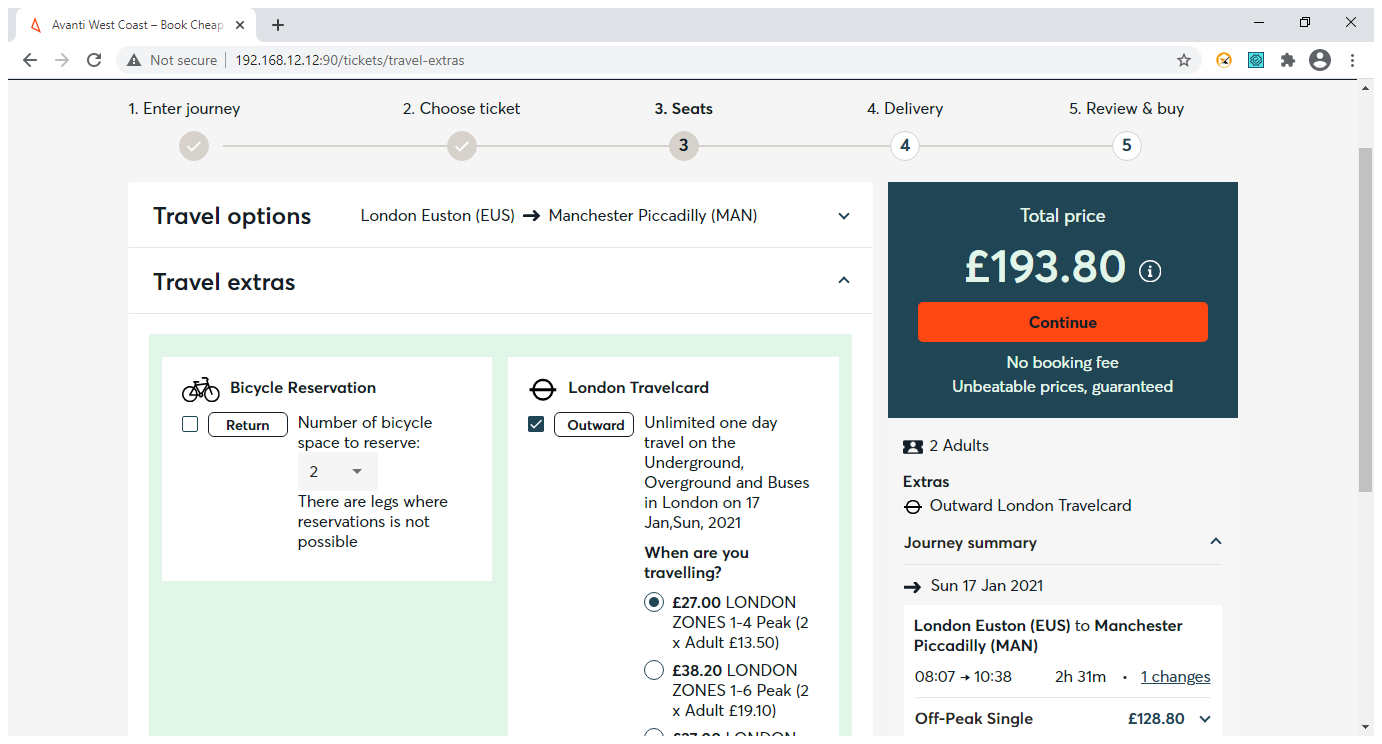 Avanti West Coast – Book Cheap
Not secure
192.168.12.12:90/tickets/travel-extras
1. Enter journey
2. Choose ticket
3. Seats
4. Delivery
5. Review & buy
3
4
5
Travel options
London Euston (EUS) → Manchester Piccadilly (MAN)
Travel extras
Bicycle Reservation
Return
Number of bicycle
space to reserve:
2
There are legs where
reservations is not
possible
London Travelcard
Outward
Unlimited one day
travel on the
Underground,
Overground and Buses
in London on 17
Jan,Sun, 2021
When are you
travelling?
£27.00 LONDON
ZONES 1-4 Peak (2
x Adult £13.50)
£38.20 LONDON
ZONES 1-6 Peak (2
x Adult £19.10)
Total price
£193.80
Continue
No booking fee
Unbeatable prices, guaranteed
2 Adults
Extras
Outward London Travelcard
Journey summary
Sun 17 Jan 2021
London Euston (EUS) to Manchester
Piccadilly (MAN)
08:07 → 10:38 2h 31m • 1 changes
Off-Peak Single £128.80